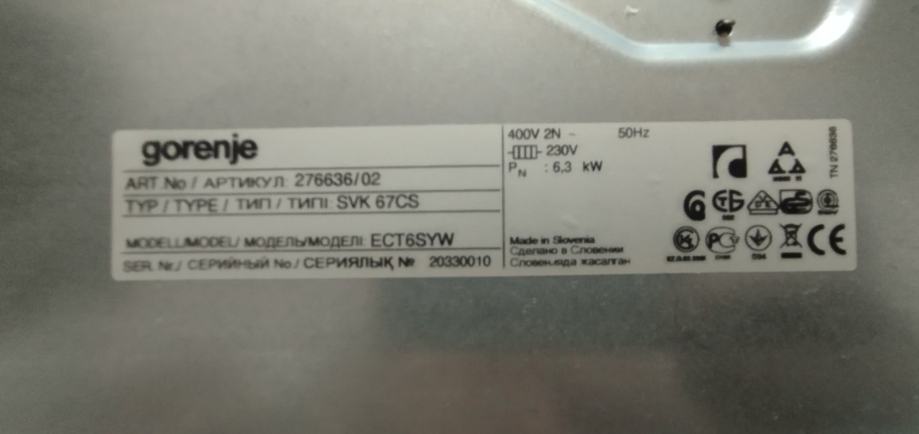 gorenje
ART.No / АРТИКУЛ: 276636/02
TYP / TYPE / ТИП / ТИПІ: SVK 67CS
MODELL/MODEL/ МОДЕЛЬ/МОДЕЛІ: ECT6SYW
SER. Nr./ СЕРИЙНЫЙ No./ СЕРИЯЛЫҚ № 20330010
400V 2N ~ 50Hz
230V
PN : 6,3 kW
Made in Slovenia
Сделано в Словении
Словенияда жасалған
TN 276636
CE